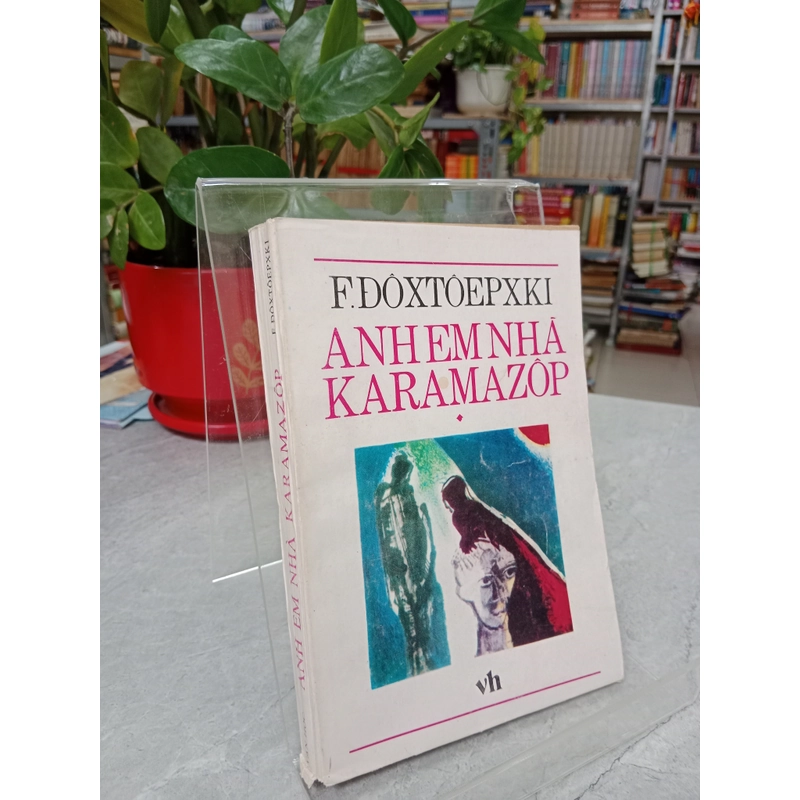 F. ĐÔXTÔEPXKI
ANH EM NHÀ
KARAMAZÔP
vh
F. ĐÔXTÔEPXKI
ANH EM NHÀ KARAMAZÔP